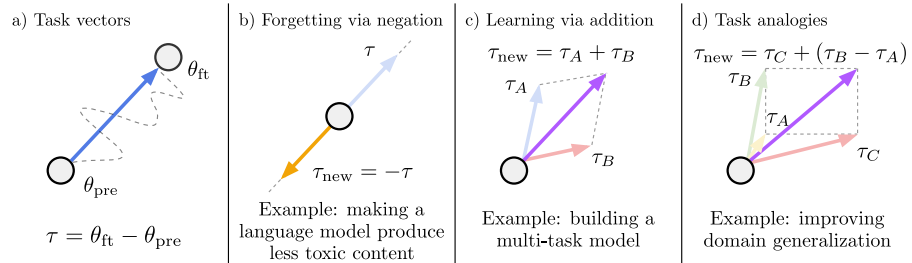 a) Task vectors
θ_ft
θ_pre
τ = θ_ft − θ_pre
b) Forgetting via negation
τ
τ_new = −τ
Example: making a
language model produce
less toxic content
c) Learning via addition
τ_new = τ_A + τ_B
τ_A
τ_B
Example: building a
multi-task model
d) Task analogies
τ_new = τ_C + (τ_B − τ_A)
τ_B
τ_A
τ_C
Example: improving
domain generalization